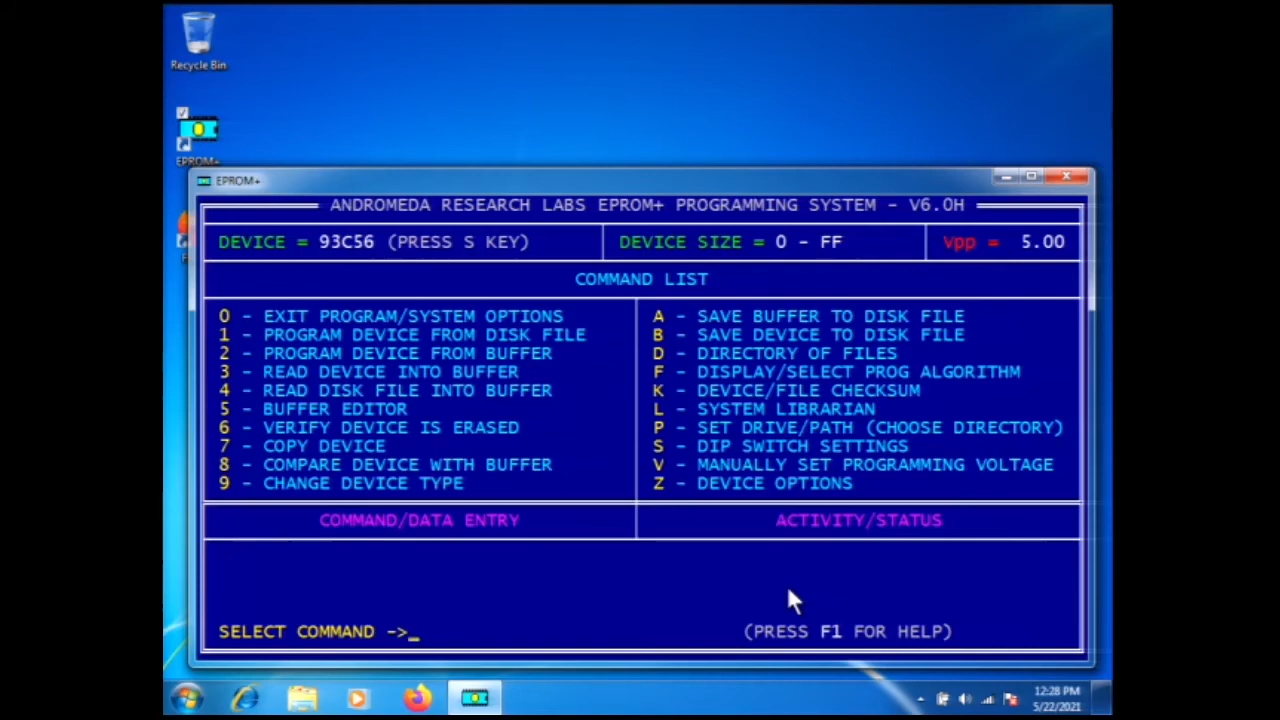 Recycle Bin
EPROM+
EPROM+
ANDROMEDA RESEARCH LABS EPROM+ PROGRAMMING SYSTEM - V6.0H
DEVICE = 93C56 (PRESS S KEY) DEVICE SIZE = 0 - FF Vpp = 5.00
COMMAND LIST
0 - EXIT PROGRAM/SYSTEM OPTIONS
1 - PROGRAM DEVICE FROM DISK FILE
2 - PROGRAM DEVICE FROM BUFFER
3 - READ DEVICE INTO BUFFER
4 - READ DISK FILE INTO BUFFER
5 - BUFFER EDITOR
6 - VERIFY DEVICE IS ERASED
7 - COPY DEVICE
8 - COMPARE DEVICE WITH BUFFER
9 - CHANGE DEVICE TYPE
A - SAVE BUFFER TO DISK FILE
B - SAVE DEVICE TO DISK FILE
D - DIRECTORY OF FILES
F - DISPLAY/SELECT PROG ALGORITHM
K - DEVICE/FILE CHECKSUM
L - SYSTEM LIBRARIAN
P - SET DRIVE/PATH (CHOOSE DIRECTORY)
S - DIP SWITCH SETTINGS
V - MANUALLY SET PROGRAMMING VOLTAGE
Z - DEVICE OPTIONS
COMMAND/DATA ENTRY
ACTIVITY/STATUS
SELECT COMMAND ->_
(PRESS F1 FOR HELP)
12:28 PM
5/22/2021